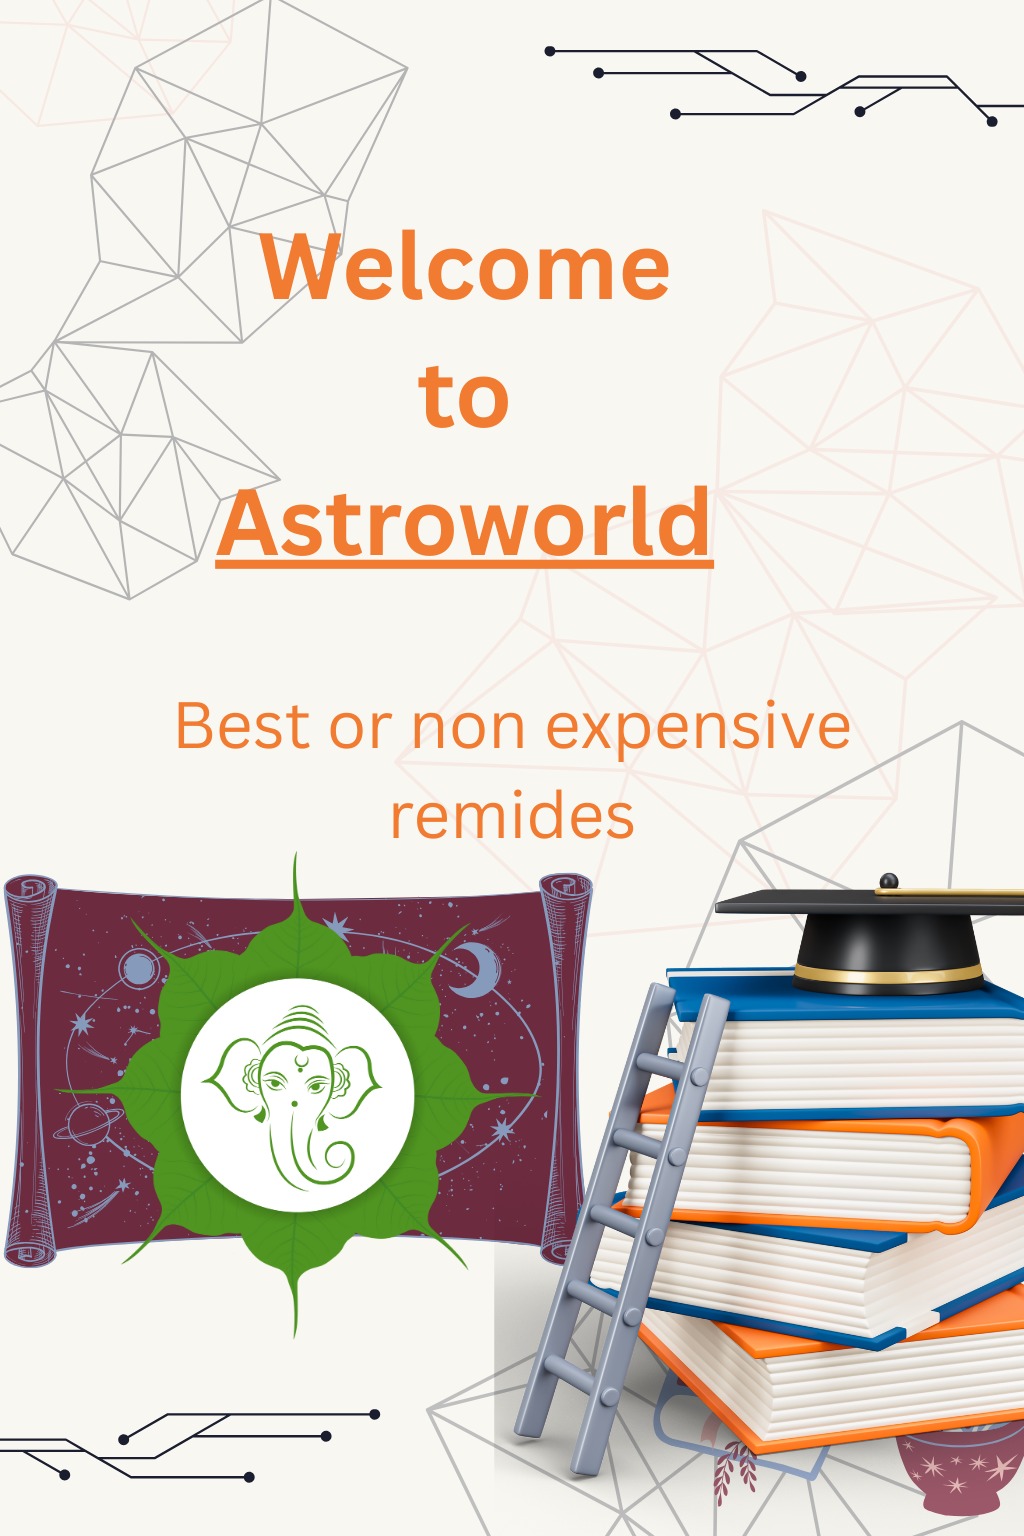 Welcome
to
Astroworld
Best or non expensive
remides